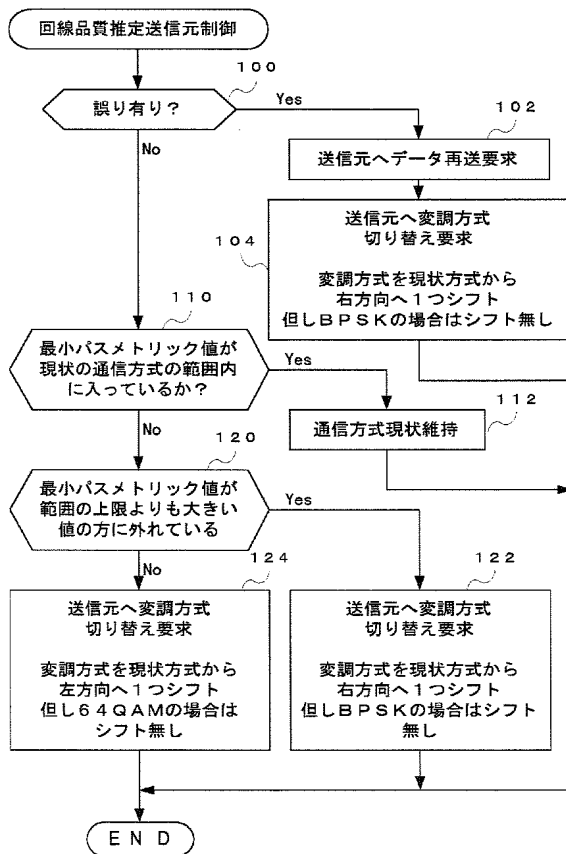 回線品質推定送信元制御
１００
誤り有り？
Yes
No
１０２
送信元へデータ再送要求
１０４
送信元へ変調方式
切り替え要求
変調方式を現状方式から
右方向へ１つシフト
但しＢＰＳＫの場合はシフト無し
１１０
最小パスメトリック値が
現状の通信方式の範囲
内に入っているか？
Yes
No
１１２
通信方式現状維持
１２０
最小パスメトリック値が
範囲の上限よりも大きい
値の方に外れている
Yes
No
１２４
送信元へ変調方式
切り替え要求
変調方式を現状方式から
左方向へ１つシフト
但し６４ＱＡＭの場合は
シフト無し
１２２
送信元へ変調方式
切り替え要求
変調方式を現状方式から
右方向へ１つシフト
但しＢＰＳＫの場合はシフト
無し
ＥＮＤ